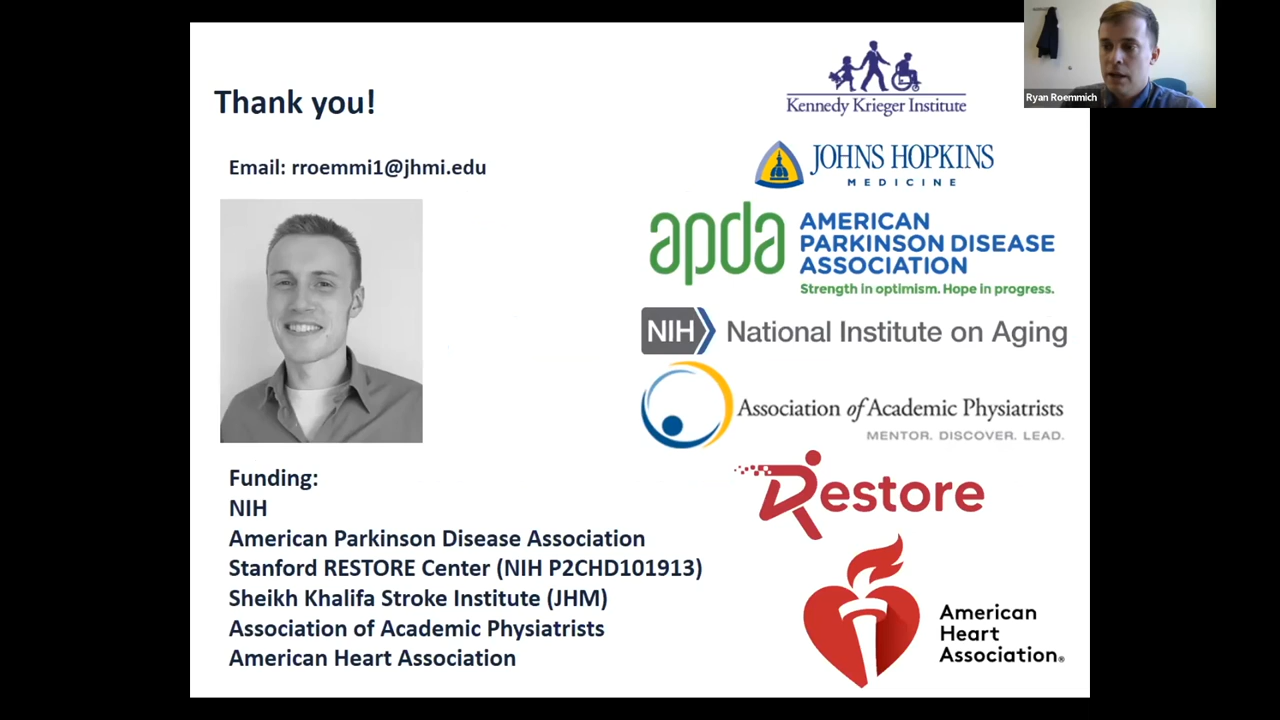 Thank you!
Email: rroemmi1@jhmi.edu
Funding:
NIH
American Parkinson Disease Association
Stanford RESTORE Center (NIH P2CHD101913)
Sheikh Khalifa Stroke Institute (JHM)
Association of Academic Physiatrists
American Heart Association
Kennedy Krieger Institute
JOHNS HOPKINS
MEDICINE
apda
AMERICAN
PARKINSON DISEASE
ASSOCIATION
Strength in optimism. Hope in progress.
NIH National Institute on Aging
Association of Academic Physiatrists
MENTOR. DISCOVER. LEAD.
Restore
American
Heart
Association®
Ryan Roemmich